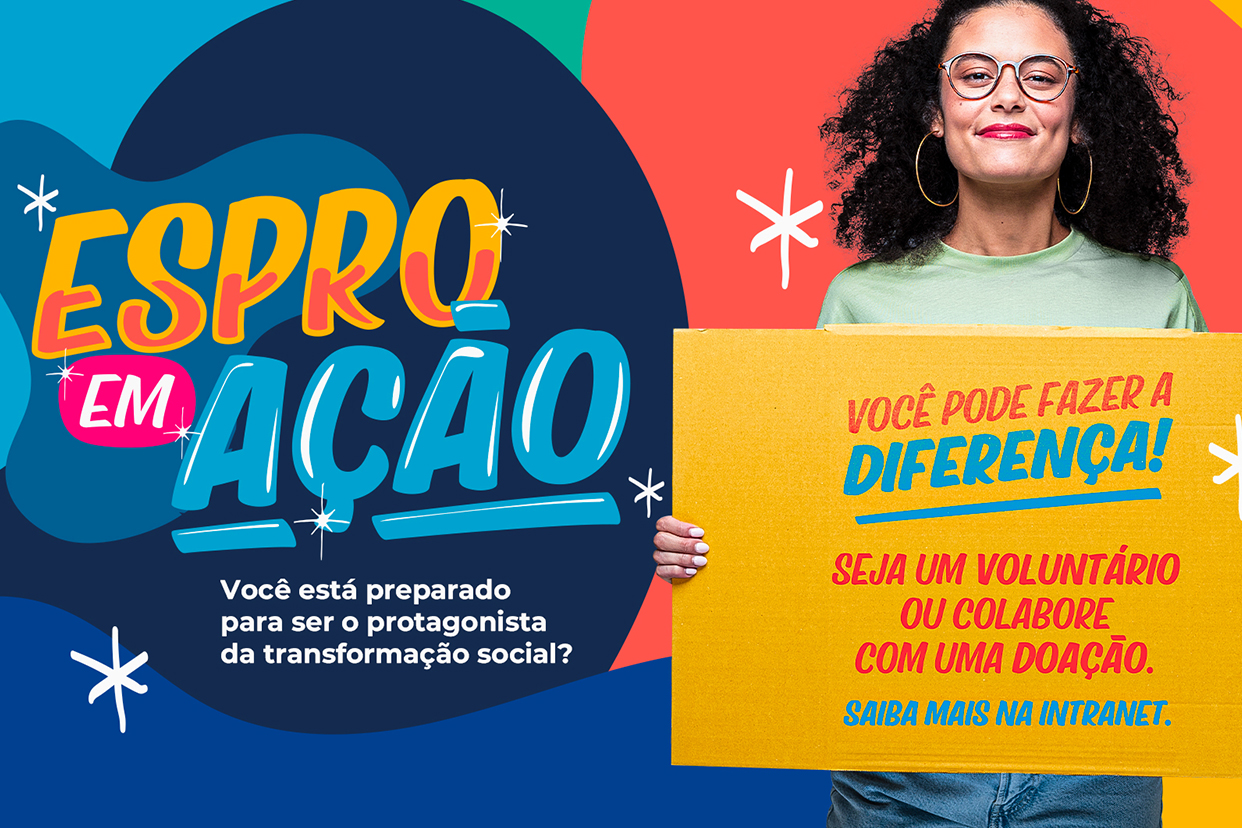 ESPRO
EM
AÇÃO
Você está preparado
para ser o protagonista
da transformação social?
VOCÊ PODE FAZER A
DIFERENÇA!
SEJA UM VOLUNTÁRIO
OU COLABORE
COM UMA DOAÇÃO.
SAIBA MAIS NA INTRANET.